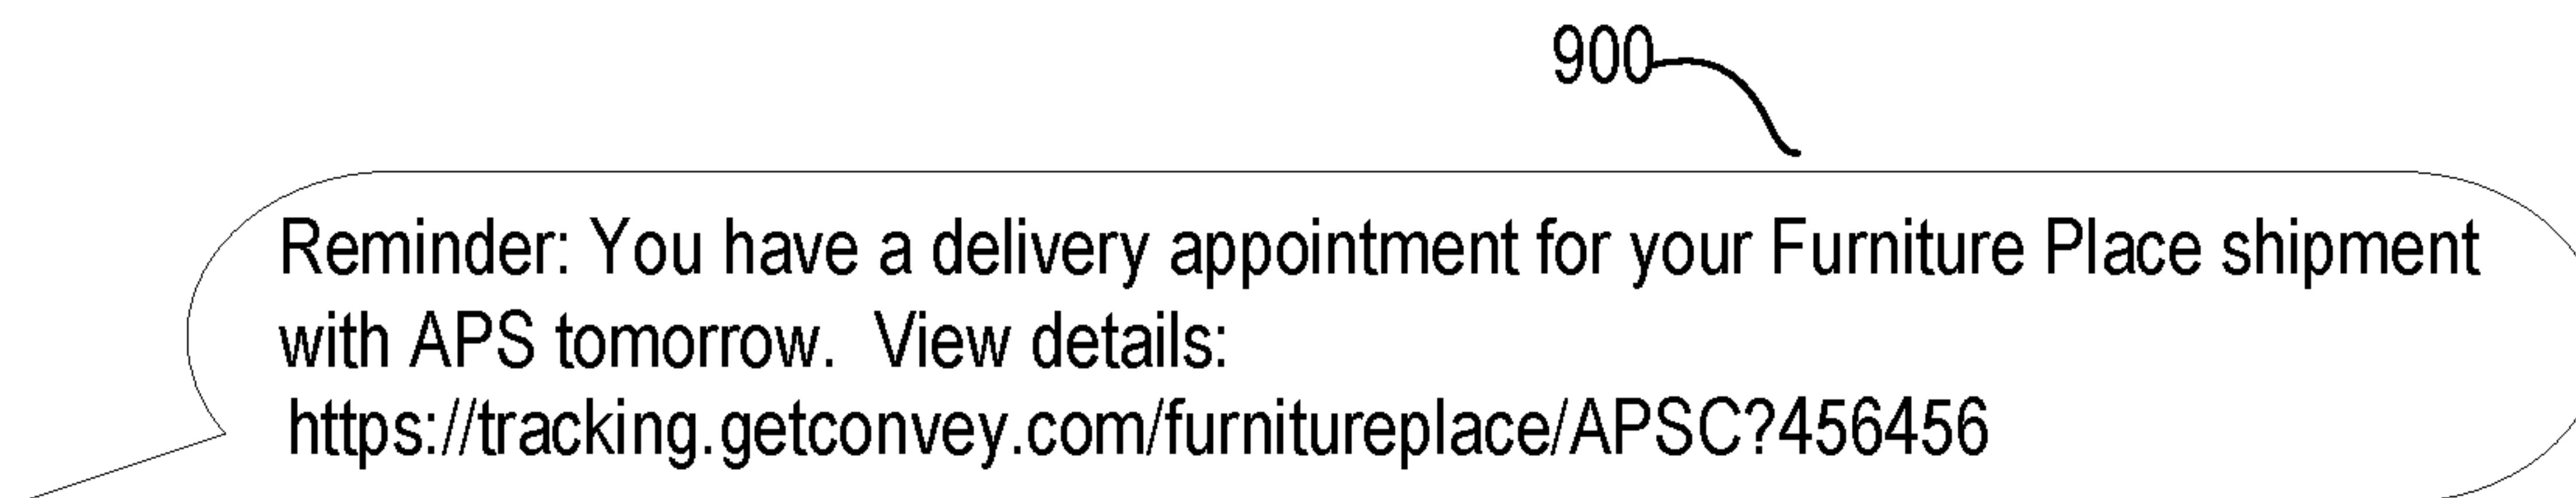 900
Reminder: You have a delivery appointment for your Furniture Place shipment
with APS tomorrow.  View details:
https://tracking.getconvey.com/furnitureplace/APSC?456456